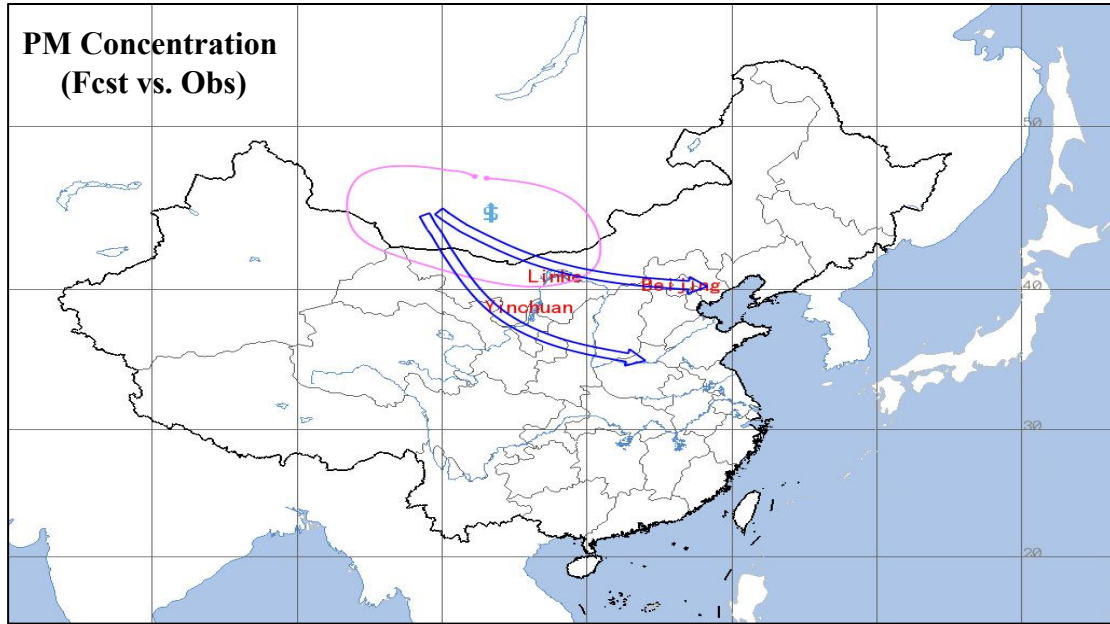 PM Concentration
(Fcst vs. Obs)
50
Linhe
40
Beijing
Yinchuan
30
20